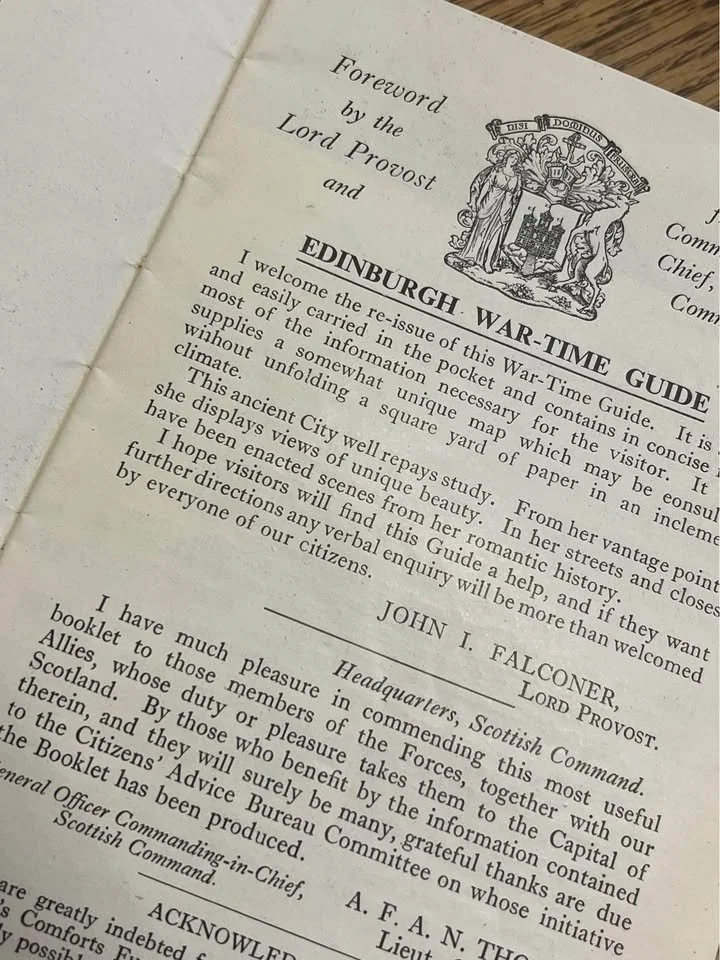 Foreword
by the
Lord Provost
and
NISI DOMINUS FRUSTRA
Chief,
EDINBURGH WAR-TIME GUIDE
I welcome the re-issue of this War-Time Guide. It is
and easily carried in the pocket and contains in concise
most of the information necessary for the visitor. It
supplies a somewhat unique map which may be
without unfolding a square yard of paper in an
climate.
This ancient City well repays study. From her vantage
she displays views of unique beauty. In her streets and closes
have been enacted scenes from her romantic history.
I hope visitors will find this Guide a help, and if they want
further directions any verbal enquiry will be more than welcomed
by everyone of our citizens.
JOHN I. FALCONER,
LORD PROVOST.
Headquarters, Scottish Command.
I have much pleasure in commending this most useful
booklet to those members of the Forces, together with our
Allies, whose duty or pleasure takes them to the Capital of
Scotland. By those who benefit by the information contained
therein, and they will surely be many, grateful thanks are due
to the Citizens' Advice Bureau Committee on whose initiative
the Booklet has been produced.
A. F. A. N.
General Officer Commanding-in-Chief,
Scottish Command.
are greatly indebted
Comforts